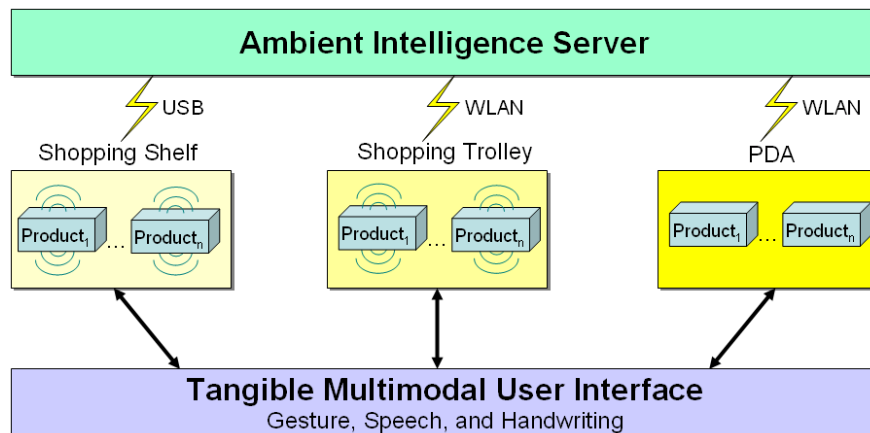 Ambient Intelligence Server
USB
WLAN
WLAN
Shopping Shelf
Shopping Trolley
PDA
Product₁ ... Productₙ
Product₁ ... Productₙ
Product₁ ... Productₙ
Tangible Multimodal User Interface
Gesture, Speech, and Handwriting